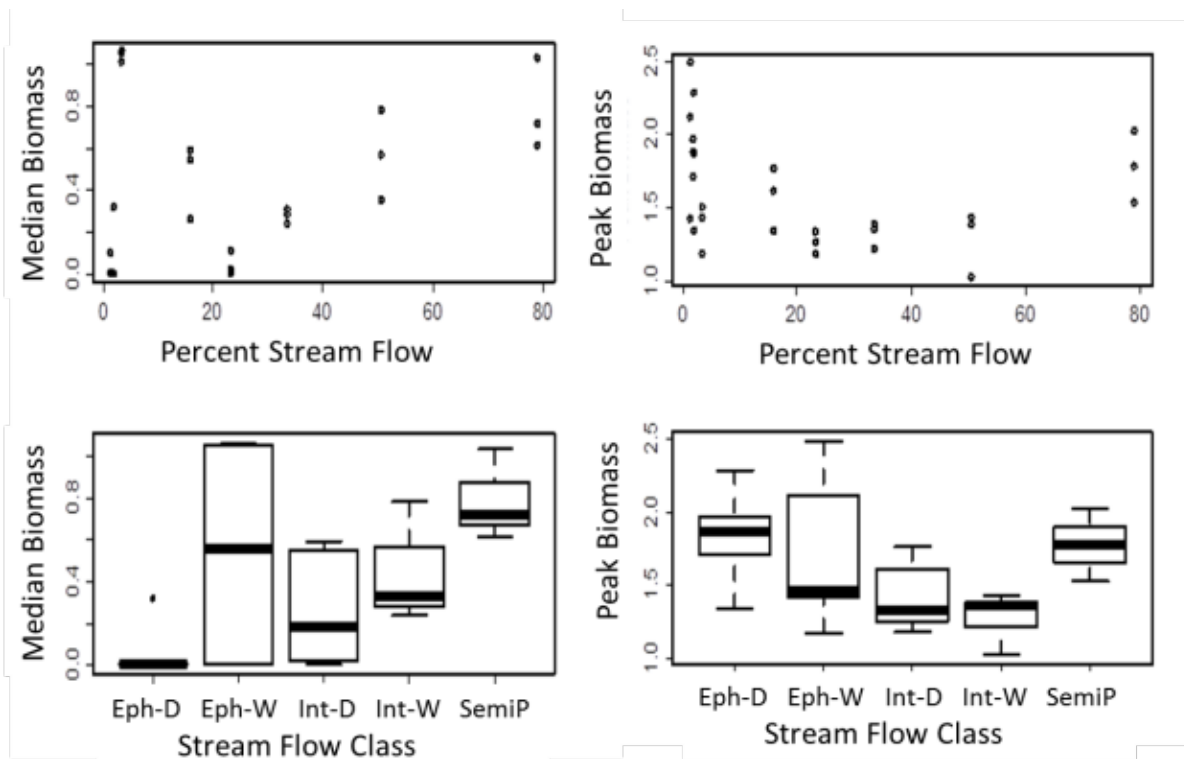 Median Biomass
0.0 0.4 0.8
0 20 40 60 80
Percent Stream Flow
Peak Biomass
1.0 1.5 2.0 2.5
0 20 40 60 80
Percent Stream Flow
Median Biomass
0.0 0.4 0.8
Eph-D Eph-W Int-D Int-W SemiP
Stream Flow Class
Peak Biomass
1.0 1.5 2.0 2.5
Eph-D Eph-W Int-D Int-W SemiP
Stream Flow Class